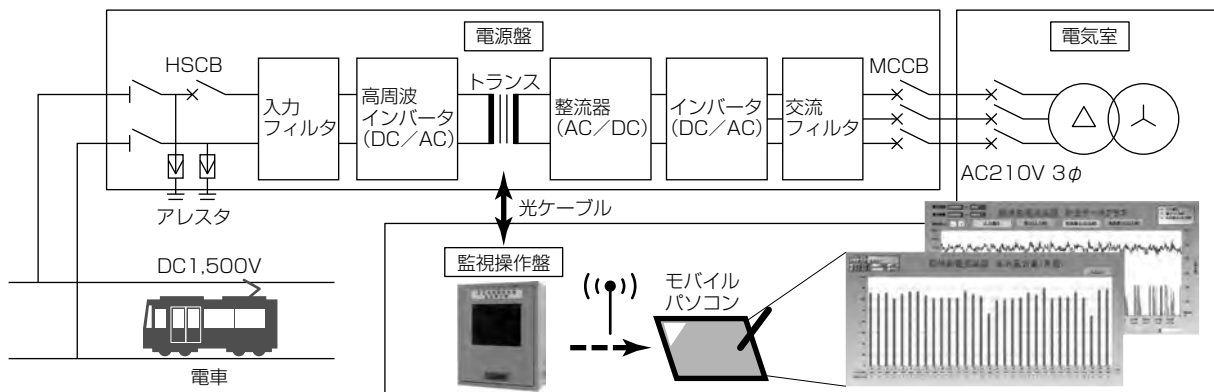 電源盤
電気室
HSCB
トランス
MCCB
入力
フィルタ
高周波
インバータ
(DC/AC)
整流器
(AC/DC)
インバータ
(DC/AC)
交流
フィルタ
AC210V 3φ
アレスタ
光ケーブル
DC1,500V
監視操作盤
モバイル
パソコン
電車